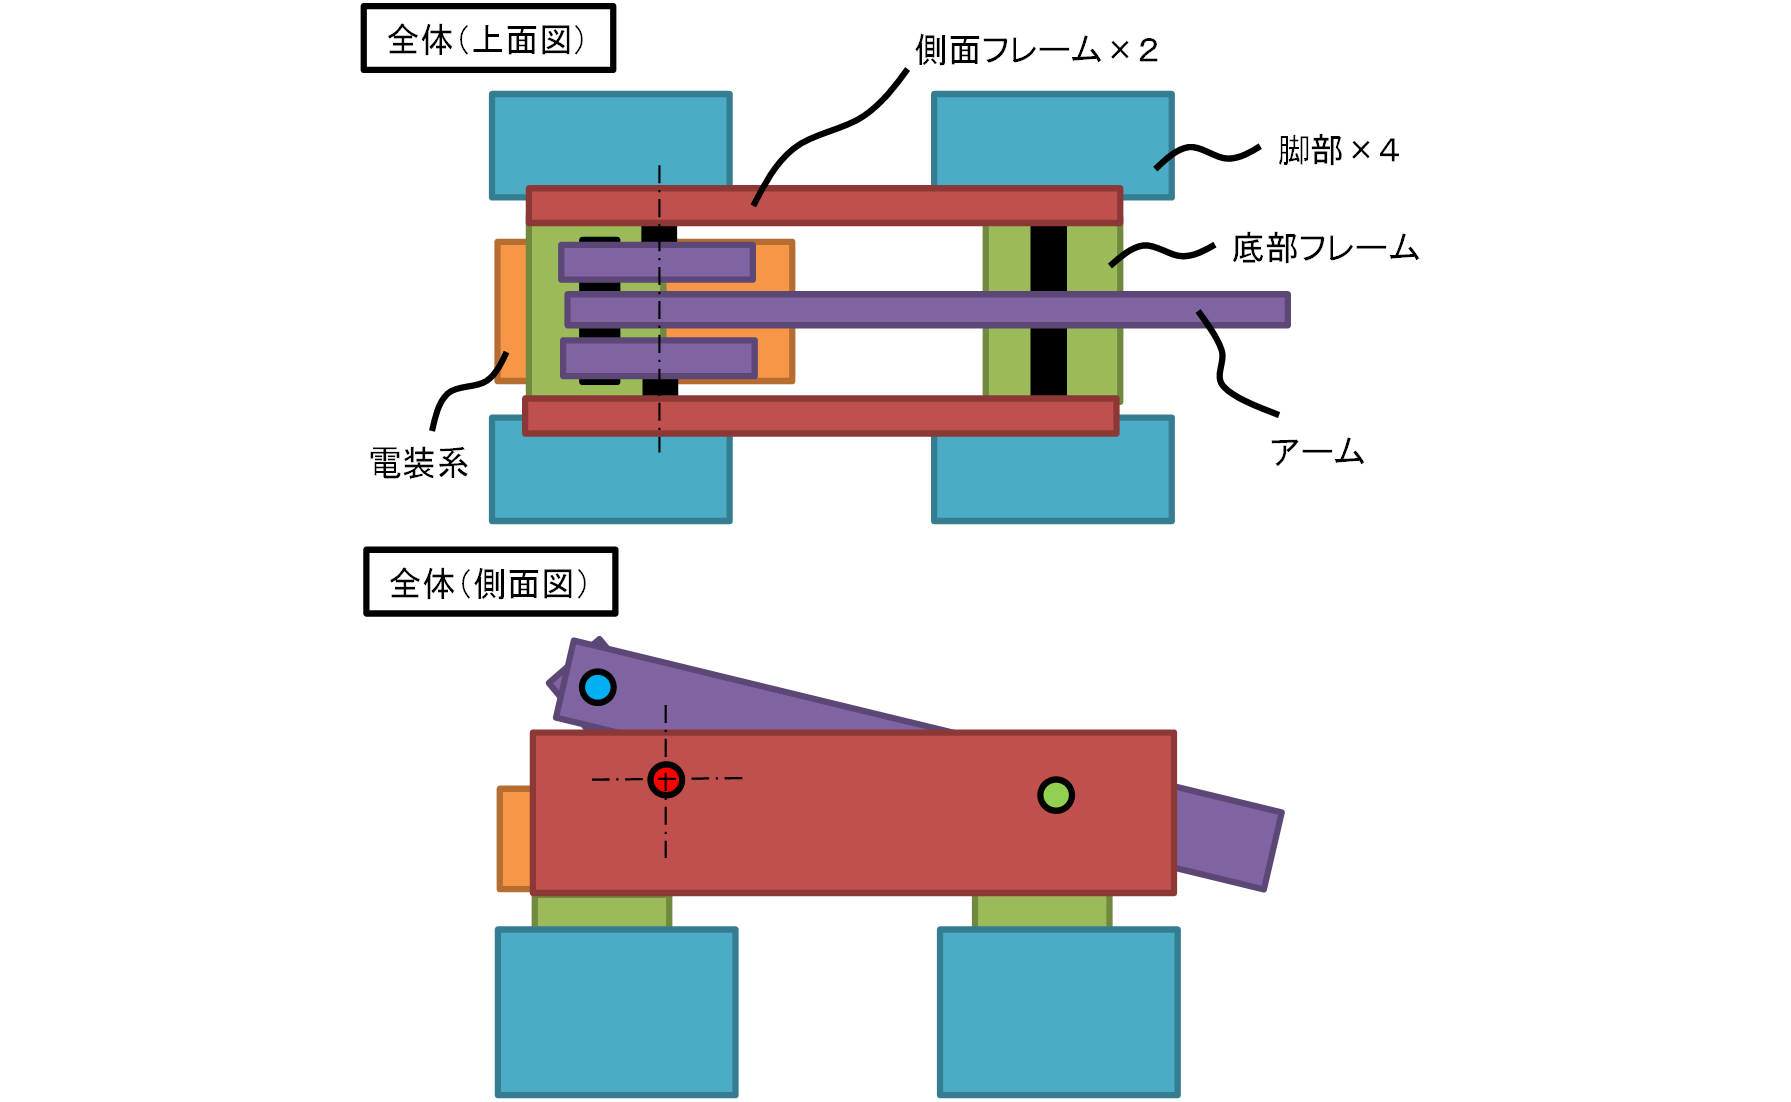 全体（上面図）
側面フレーム×２
脚部×４
底部フレーム
電装系
アーム
全体（側面図）